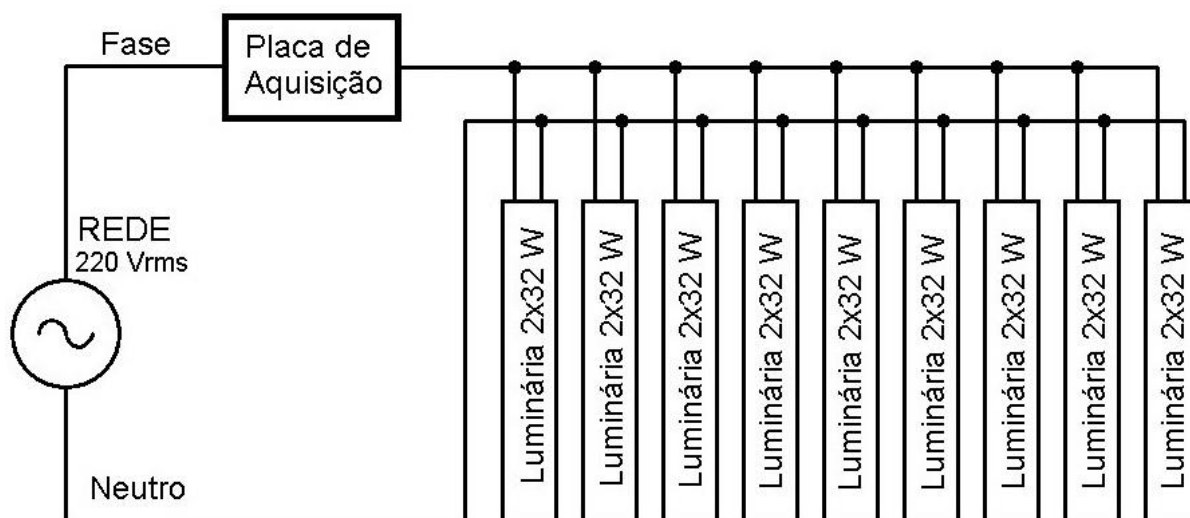 Fase
Placa de
Aquisição
REDE
220 Vrms
Neutro
Luminária 2x32 W
Luminária 2x32 W
Luminária 2x32 W
Luminária 2x32 W
Luminária 2x32 W
Luminária 2x32 W
Luminária 2x32 W
Luminária 2x32 W
Luminária 2x32 W